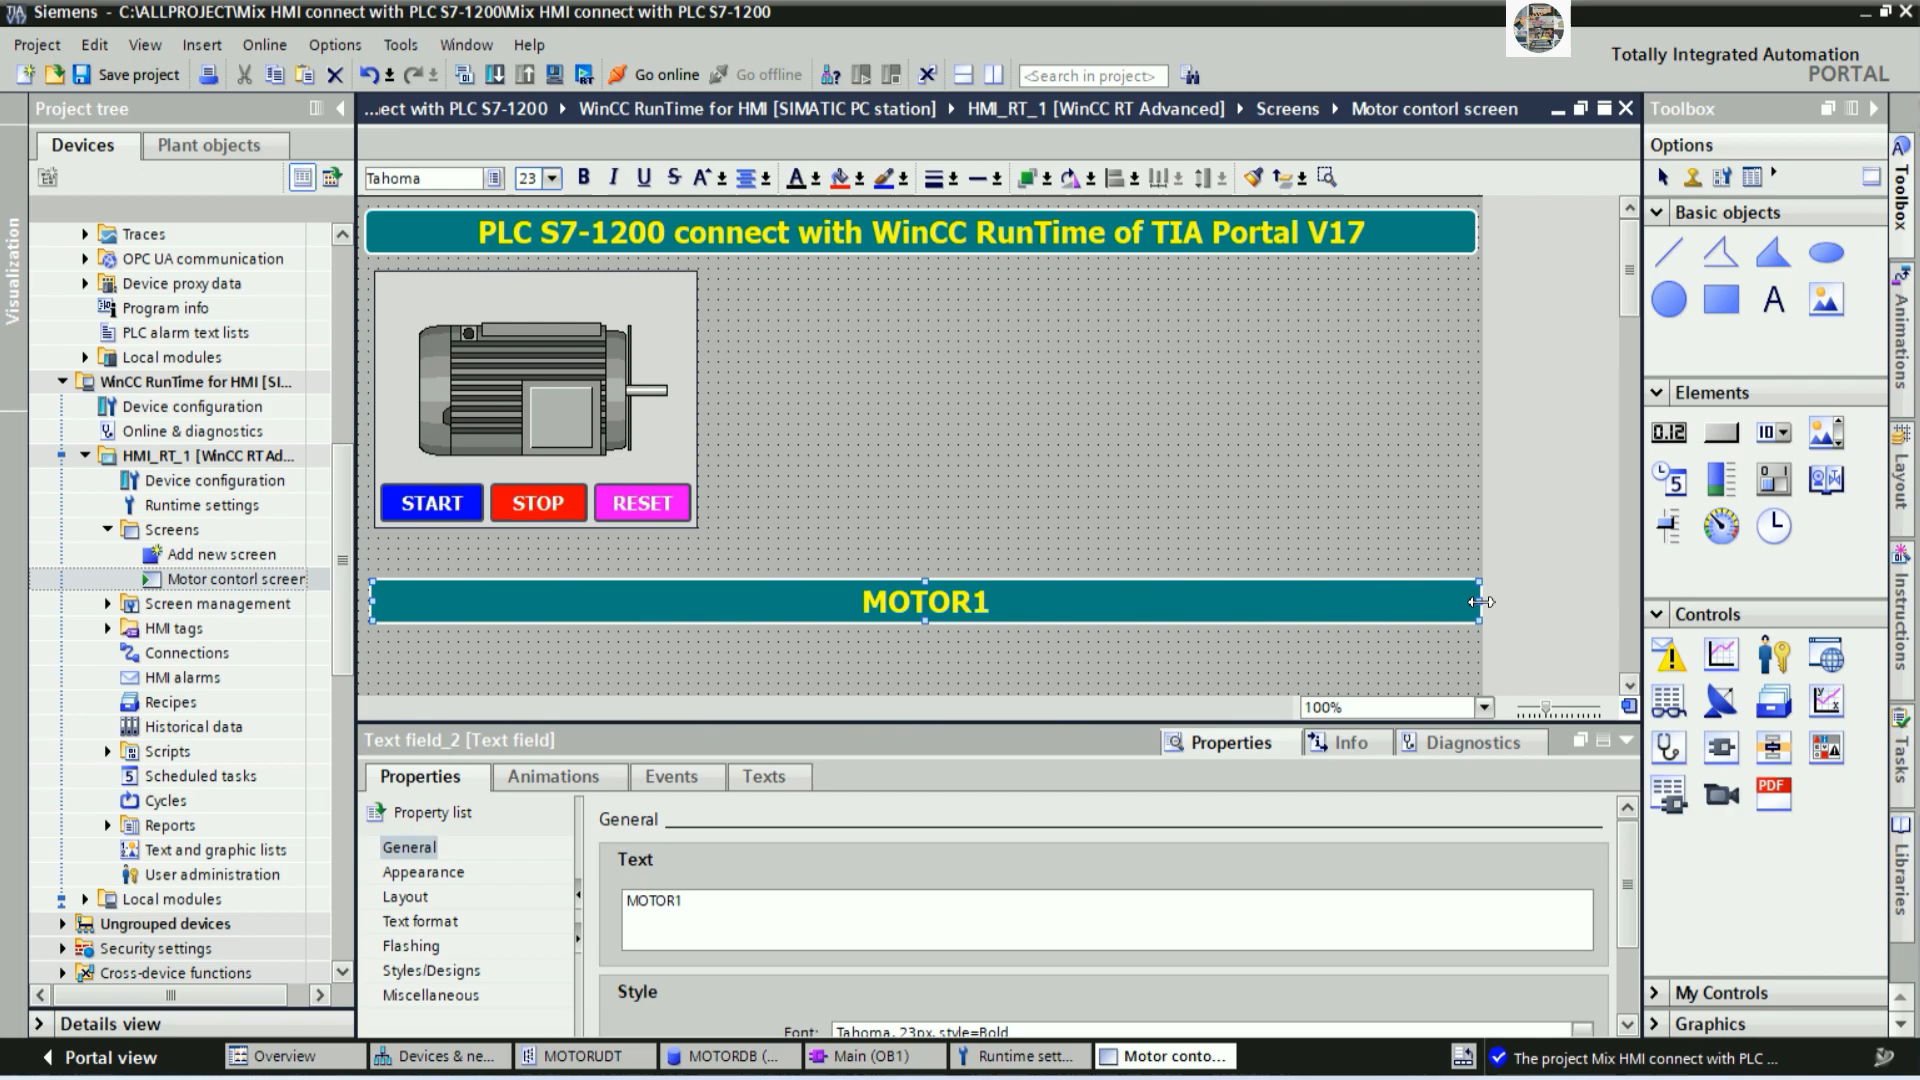 Siemens - C:\ALLPROJECT\Mix HMI connect with PLC S7-1200\Mix HMI connect with PLC S7-1200
Project Edit View Insert Online Options Tools Window Help
Totally Integrated Automation
PORTAL
Save project
Go online
Go offline
<Search in project>
Project tree
...ect with PLC S7-1200
WinCC RunTime for HMI [SIMATIC PC station]
HMI_RT_1 [WinCC RT Advanced]
Screens
Motor contorl screen
Toolbox
Devices
Plant objects
Options
Tahoma
23
Visualization
Traces
OPC UA communication
Device proxy data
Program info
PLC alarm text lists
Local modules
WinCC RunTime for HMI [SI...
Device configuration
Online & diagnostics
HMI_RT_1 [WinCC RT Ad...
Device configuration
Runtime settings
Screens
Add new screen
Motor contorl screen
Screen management
HMI tags
Connections
HMI alarms
Recipes
Historical data
Scripts
Scheduled tasks
Cycles
Reports
Text and graphic lists
User administration
Local modules
Ungrouped devices
Security settings
Cross-device functions
Details view
PLC S7-1200 connect with WinCC RunTime of TIA Portal V17
START
STOP
RESET
MOTOR1
100%
Text field_2 [Text field]
Properties
Info
Diagnostics
Properties
Animations
Events
Texts
Property list
General
Appearance
Layout
Text format
Flashing
Styles/Designs
Miscellaneous
General
Text
MOTOR1
Style
Font: Tahoma, 23px, style=Bold
Basic objects
A
Elements
0.12
10
5
Controls
PDF
My Controls
Graphics
Toolbox
Animations
Layout
Instructions
Tasks
Libraries
Portal view
Overview
Devices & ne...
MOTORUDT
MOTORDB (...
Main (OB1)
Runtime sett...
Motor conto...
The project Mix HMI connect with PLC ...